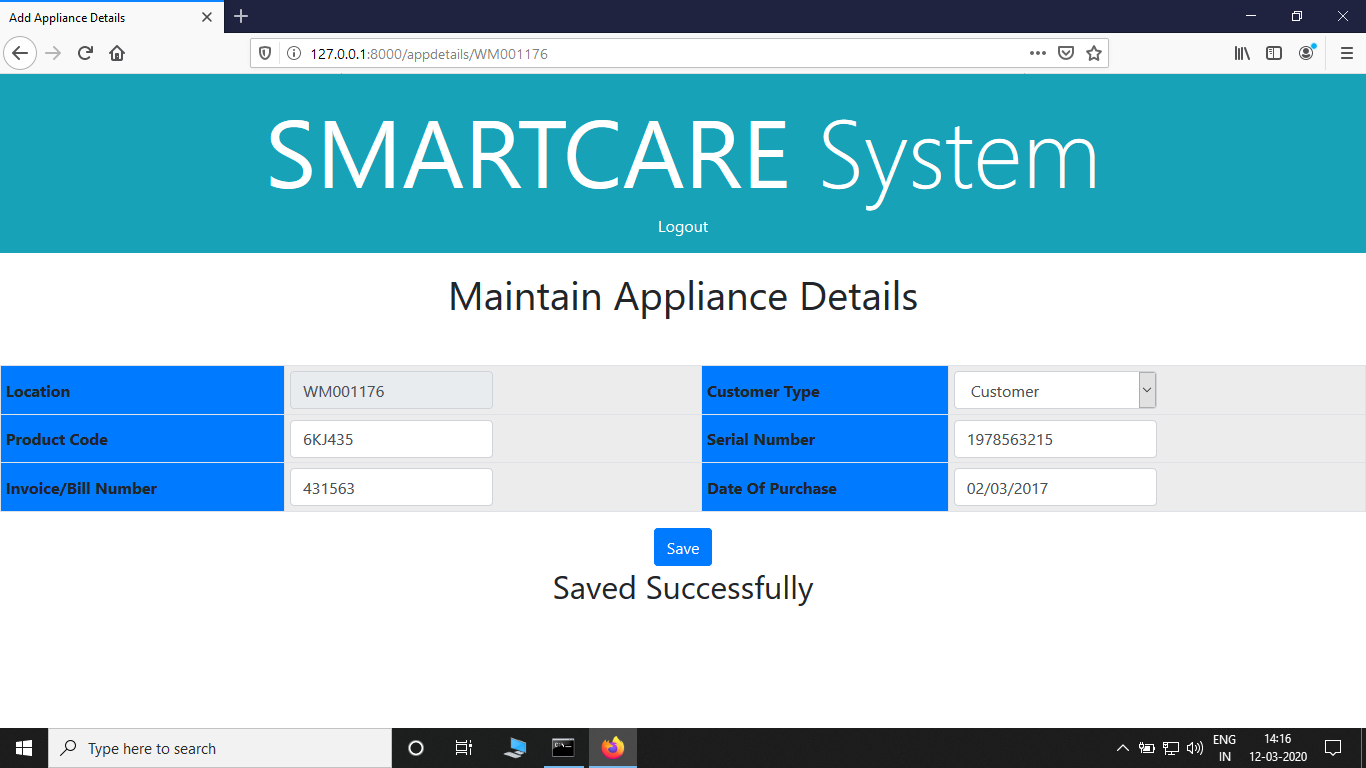 Add Appliance Details
127.0.0.1:8000/appdetails/WM001176
SMARTCARE System
Logout
Maintain Appliance Details
Location WM001176 Customer Type Customer
Product Code 6KJ435 Serial Number 1978563215
Invoice/Bill Number 431563 Date Of Purchase 02/03/2017
Save
Saved Successfully
Type here to search
ENG 14:16
IN 12-03-2020